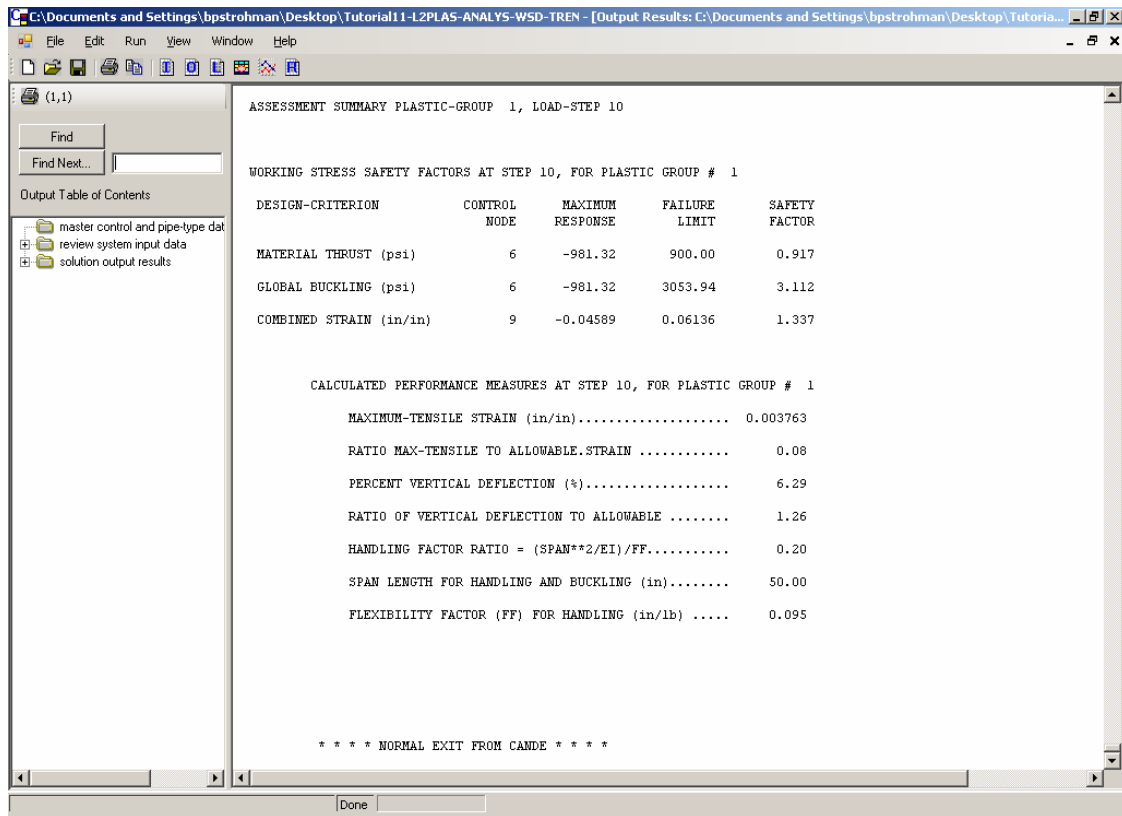 C:\Documents and Settings\bpstrohman\Desktop\Tutorial11-L2PLAS-ANALYS-WSD-TREN - [Output Results: C:\Documents and Settings\bpstrohman\Desktop\Tutoria...
File Edit Run View Window Help
(1,1)
Find
Find Next...
Output Table of Contents
master control and pipe-type dat
review system input data
solution output results
ASSESSMENT SUMMARY PLASTIC-GROUP 1, LOAD-STEP 10
WORKING STRESS SAFETY FACTORS AT STEP 10, FOR PLASTIC GROUP # 1
DESIGN-CRITERION CONTROL MAXIMUM FAILURE SAFETY
NODE RESPONSE LIMIT FACTOR
MATERIAL THRUST (psi) 6 -981.32 900.00 0.917
GLOBAL BUCKLING (psi) 6 -981.32 3053.94 3.112
COMBINED STRAIN (in/in) 9 -0.04589 0.06136 1.337
CALCULATED PERFORMANCE MEASURES AT STEP 10, FOR PLASTIC GROUP # 1
MAXIMUM-TENSILE STRAIN (in/in).................... 0.003763
RATIO MAX-TENSILE TO ALLOWABLE.STRAIN ............ 0.08
PERCENT VERTICAL DEFLECTION (%)................... 6.29
RATIO OF VERTICAL DEFLECTION TO ALLOWABLE ........ 1.26
HANDLING FACTOR RATIO = (SPAN**2/EI)/FF........... 0.20
SPAN LENGTH FOR HANDLING AND BUCKLING (in)........ 50.00
FLEXIBILITY FACTOR (FF) FOR HANDLING (in/lb) ..... 0.095
* * * * NORMAL EXIT FROM CANDE * * * *
Done